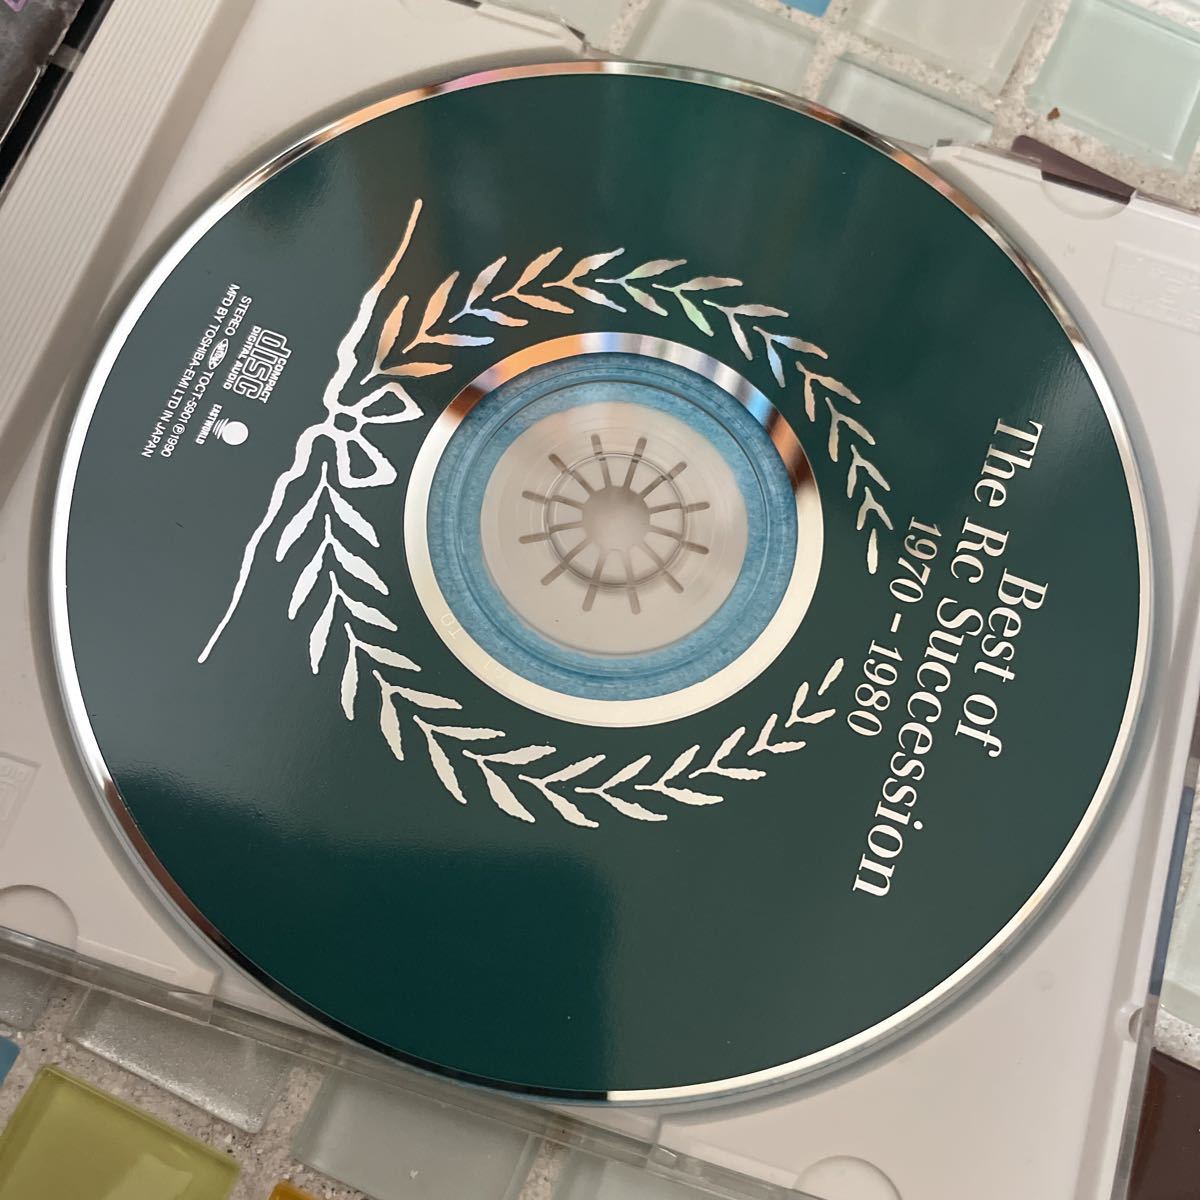 Best of
The Rc Succession
1970-1980
COMPACT
disc
DIGITAL AUDIO
EASTWORLD
STEREO TOCT-5901 Ⓟ1990
MFD BY TOSHIBA-EMI LTD IN JAPAN